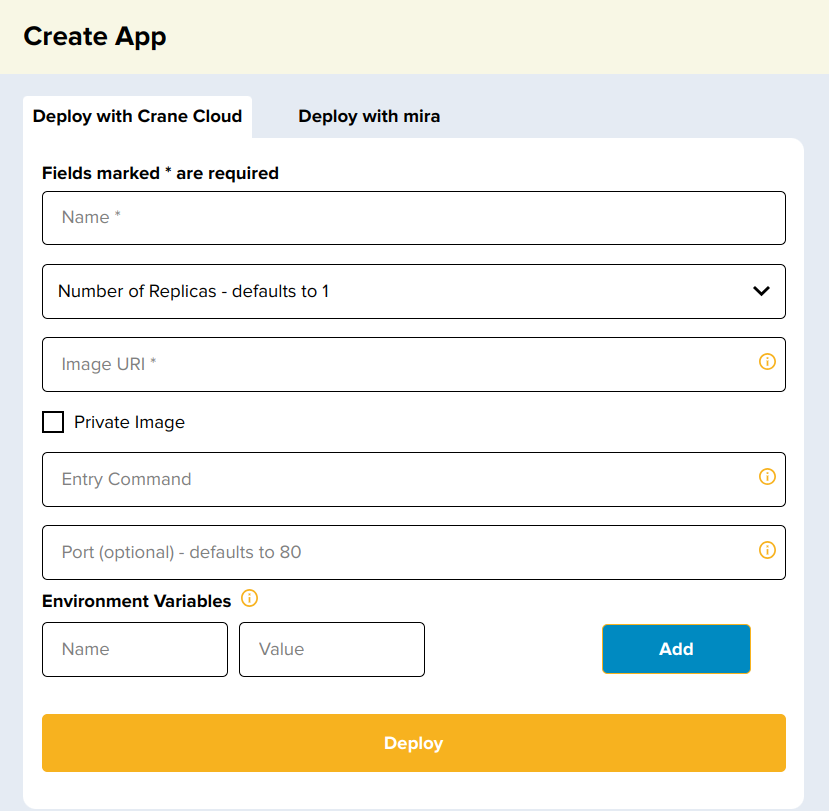 Create App
Deploy with Crane Cloud Deploy with mira
Fields marked * are required
Name *
Number of Replicas - defaults to 1
Image URI *
Private Image
Entry Command
Port (optional) - defaults to 80
Environment Variables
Name Value Add
Deploy